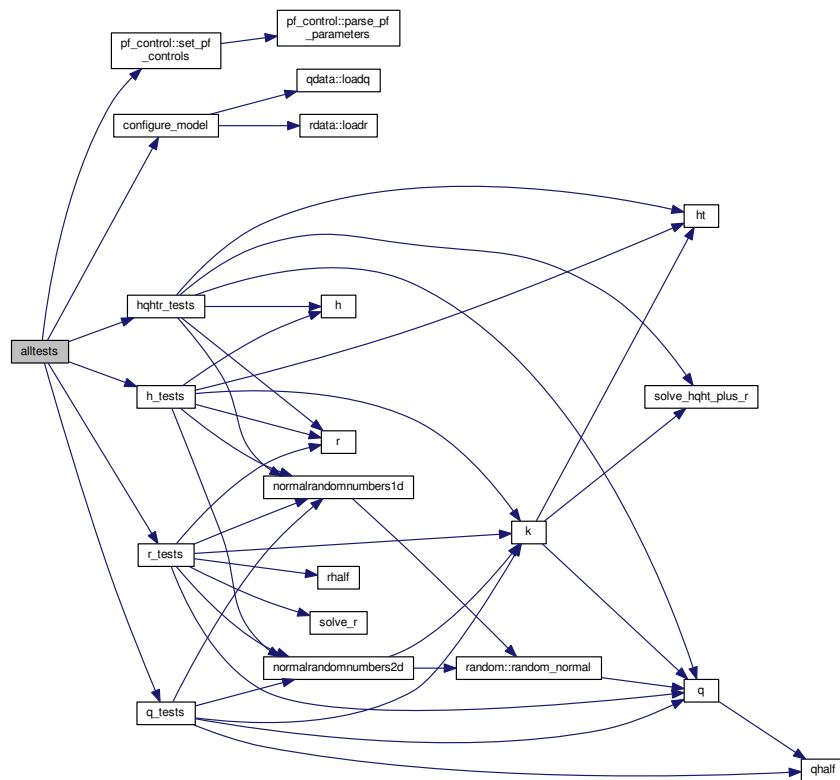 pf_control::parse_pf
_parameters
pf_control::set_pf
_controls
qdata::loadq
configure_model
rdata::loadr
ht
hqhtr_tests
h
alltests
h_tests
solve_hqht_plus_r
r
normalrandomnumbers1d
k
r_tests
rhalf
solve_r
normalrandomnumbers2d
random::random_normal
q
q_tests
qhalf